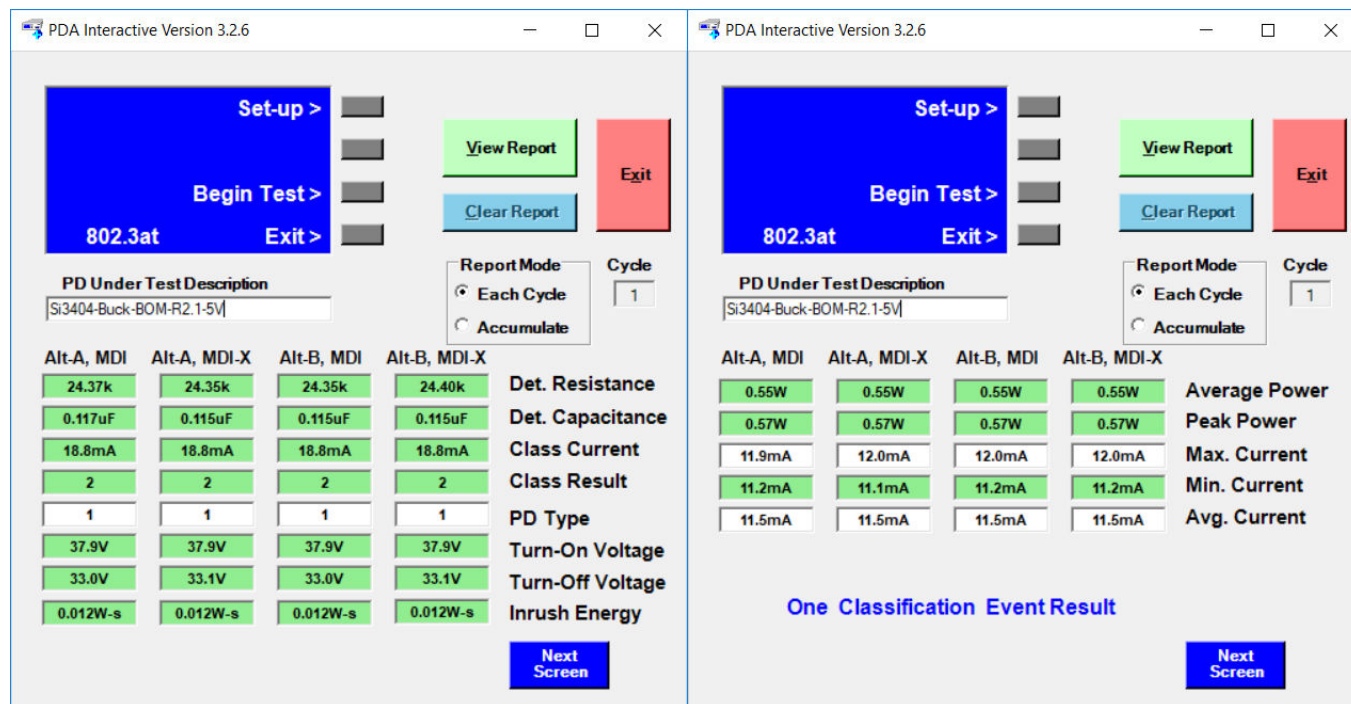 PDA Interactive Version 3.2.6
Set-up >
Begin Test >
802.3at Exit >
View Report
Clear Report
Exit
PD Under Test Description
Si3404-Buck-BOM-R2.1-5V
Report Mode
Each Cycle
Accumulate
Cycle
1
Alt-A, MDI Alt-A, MDI-X Alt-B, MDI Alt-B, MDI-X
24.37k 24.35k 24.35k 24.40k Det. Resistance
0.117uF 0.115uF 0.115uF 0.115uF Det. Capacitance
18.8mA 18.8mA 18.8mA 18.8mA Class Current
2 2 2 2 Class Result
1 1 1 1 PD Type
37.9V 37.9V 37.9V 37.9V Turn-On Voltage
33.0V 33.1V 33.0V 33.1V Turn-Off Voltage
0.012W-s 0.012W-s 0.012W-s 0.012W-s Inrush Energy
Next
Screen
PDA Interactive Version 3.2.6
Set-up >
Begin Test >
802.3at Exit >
View Report
Clear Report
Exit
PD Under Test Description
Si3404-Buck-BOM-R2.1-5V
Report Mode
Each Cycle
Accumulate
Cycle
1
Alt-A, MDI Alt-A, MDI-X Alt-B, MDI Alt-B, MDI-X
0.55W 0.55W 0.55W 0.55W Average Power
0.57W 0.57W 0.57W 0.57W Peak Power
11.9mA 12.0mA 12.0mA 12.0mA Max. Current
11.2mA 11.1mA 11.2mA 11.2mA Min. Current
11.5mA 11.5mA 11.5mA 11.5mA Avg. Current
One Classification Event Result
Next
Screen